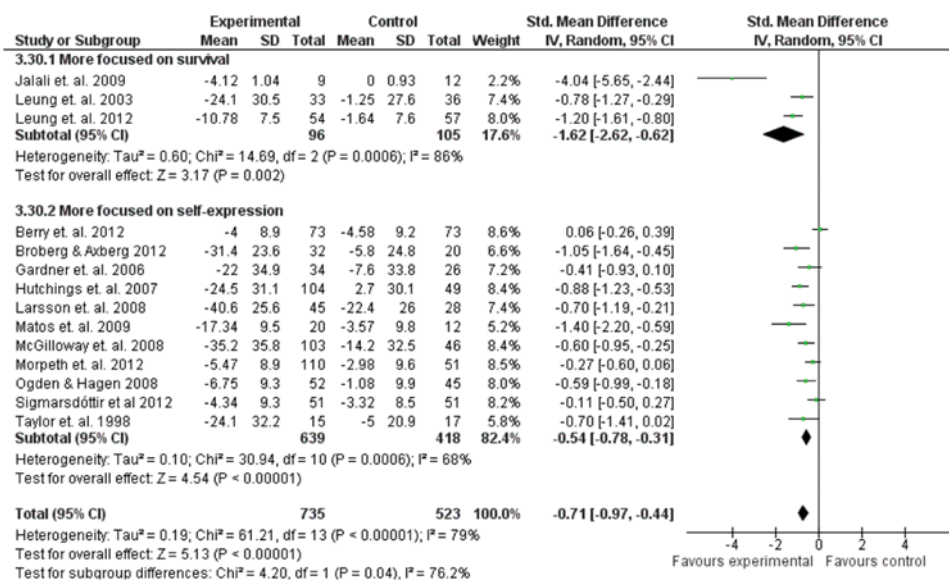 Experimental Control Std. Mean Difference Std. Mean Difference
Study or Subgroup Mean SD Total Mean SD Total Weight IV, Random, 95% CI IV, Random, 95% CI
3.30.1 More focused on survival
Jalali et. al. 2009 -4.12 1.04 9 0 0.93 12 2.2% -4.04 [-5.65, -2.44]
Leung et. al. 2003 -24.1 30.5 33 -1.25 27.6 36 7.4% -0.78 [-1.27, -0.29]
Leung et. al. 2012 -10.78 7.5 54 -1.64 7.6 57 8.0% -1.20 [-1.61, -0.80]
Subtotal (95% CI) 96 105 17.6% -1.62 [-2.62, -0.62]
Heterogeneity: Tau² = 0.60; Chi² = 14.69, df = 2 (P = 0.0006); I² = 86%
Test for overall effect: Z = 3.17 (P = 0.002)
3.30.2 More focused on self-expression
Berry et. al. 2012 -4 8.9 73 -4.58 9.2 73 8.6% 0.06 [-0.26, 0.39]
Broberg & Axberg 2012 -31.4 23.6 32 -5.8 24.8 20 6.6% -1.05 [-1.64, -0.45]
Gardner et. al. 2006 -22 34.9 34 -7.6 33.8 26 7.2% -0.41 [-0.93, 0.10]
Hutchings et. al. 2007 -24.5 31.1 104 2.7 30.1 49 8.4% -0.88 [-1.23, -0.53]
Larsson et. al. 2008 -40.6 25.6 45 -22.4 26 28 7.4% -0.70 [-1.19, -0.21]
Matos et. al. 2009 -17.34 9.5 20 -3.57 9.8 12 5.2% -1.40 [-2.20, -0.59]
McGilloway et. al. 2008 -35.2 35.8 103 -14.2 32.5 46 8.4% -0.60 [-0.95, -0.25]
Morpeth et. al. 2012 -5.47 8.9 110 -2.98 9.6 51 8.6% -0.27 [-0.60, 0.06]
Ogden & Hagen 2008 -6.75 9.3 52 -1.08 9.9 45 8.0% -0.59 [-0.99, -0.18]
Sigmarsdóttir et al 2012 -4.34 9.3 51 -3.32 8.5 51 8.1% -0.11 [-0.50, 0.27]
Taylor et. al. 1998 -24.1 32.2 15 -5 20.9 17 5.8% -0.70 [-1.41, 0.02]
Subtotal (95% CI) 639 418 82.4% -0.54 [-0.78, -0.31]
Heterogeneity: Tau² = 0.10; Chi² = 30.94, df = 10 (P = 0.0006); I² = 68%
Test for overall effect: Z = 4.54 (P < 0.00001)
Total (95% CI) 735 523 100.0% -0.71 [-0.97, -0.44]
Heterogeneity: Tau² = 0.19; Chi² = 61.21, df = 13 (P < 0.00001); I² = 79%
Test for overall effect: Z = 5.13 (P < 0.00001)
Test for subgroup differences: Chi² = 4.20, df = 1 (P = 0.04), I² = 76.2%
-4 -2 0 2 4
Favours experimental Favours control